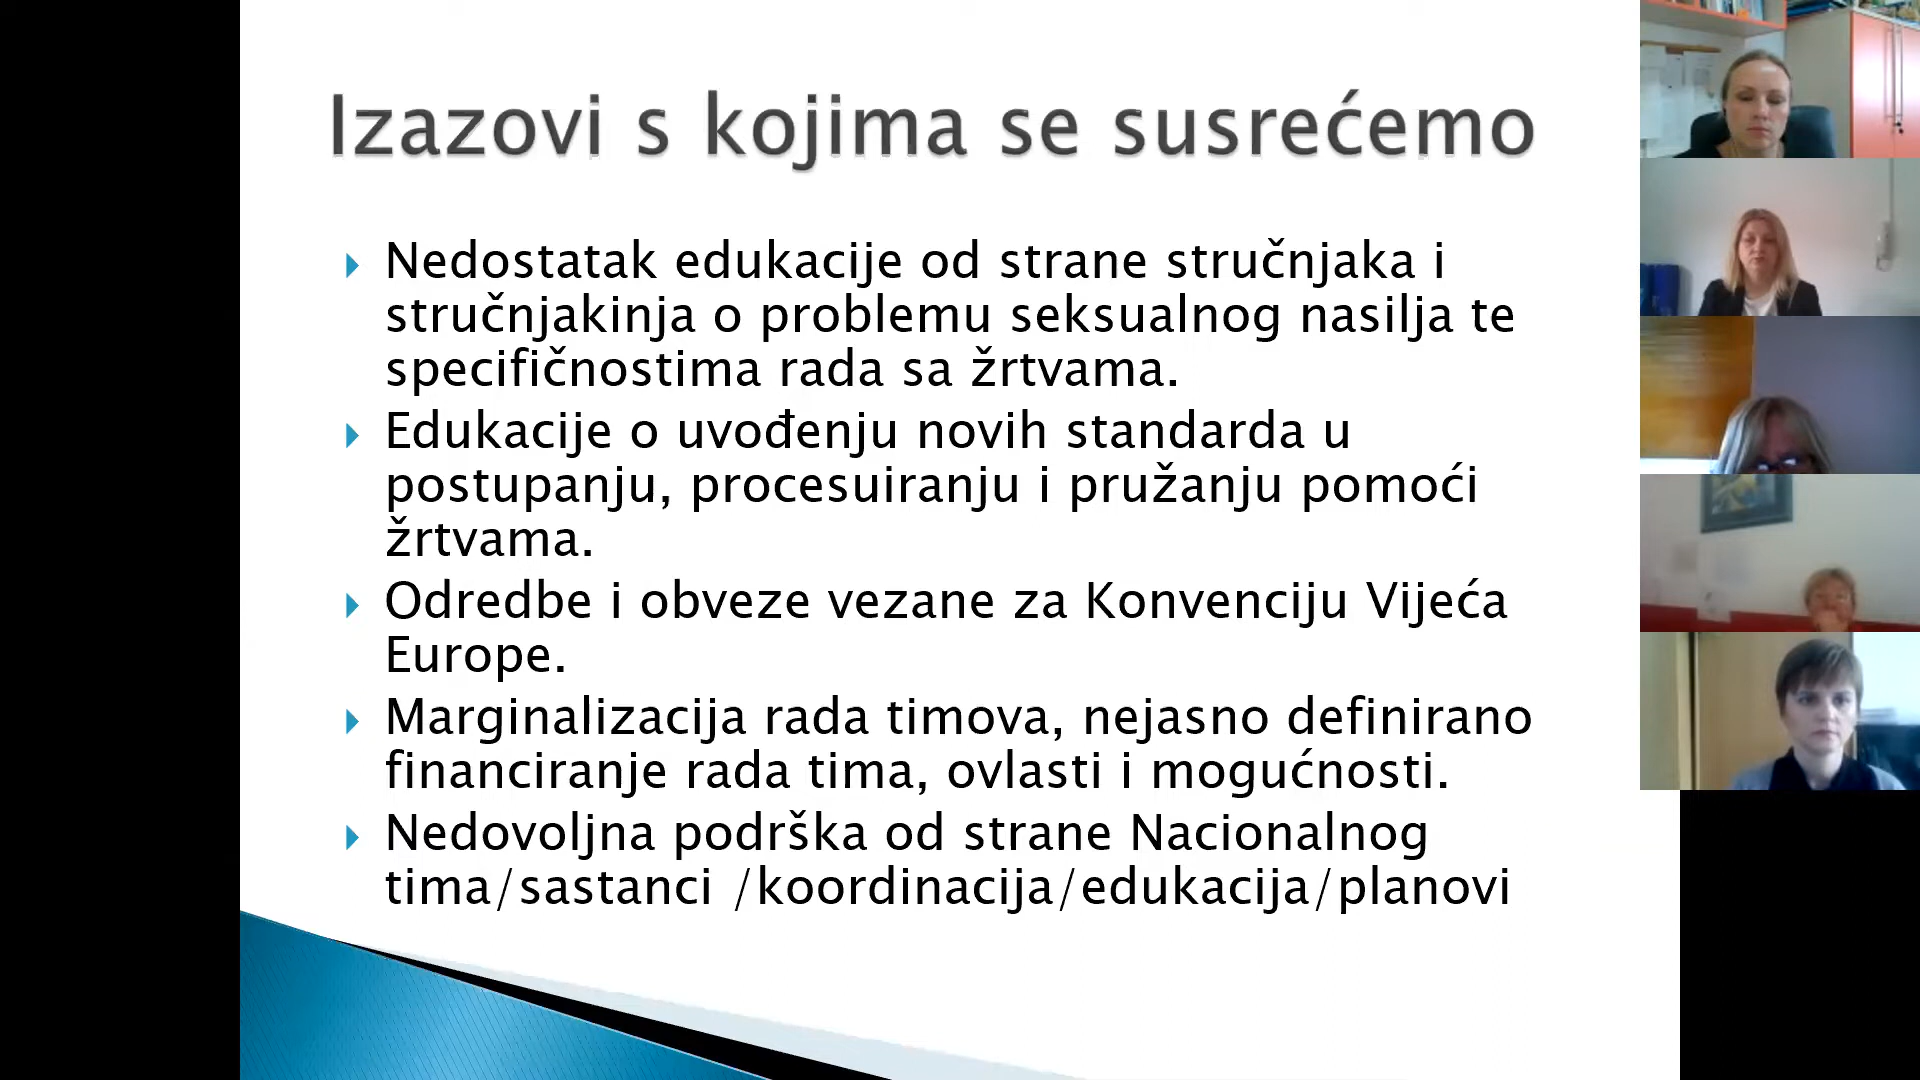 Izazovi s kojima se susrećemo
Nedostatak edukacije od strane stručnjaka i
stručnjakinja o problemu seksualnog nasilja te
specifičnostima rada sa žrtvama.
Edukacije o uvođenju novih standarda u
postupanju, procesuiranju i pružanju pomoći
žrtvama.
Odredbe i obveze vezane za Konvenciju Vijeća
Europe.
Marginalizacija rada timova, nejasno definirano
financiranje rada tima, ovlasti i mogućnosti.
Nedovoljna podrška od strane Nacionalnog
tima/sastanci /koordinacija/edukacija/planovi